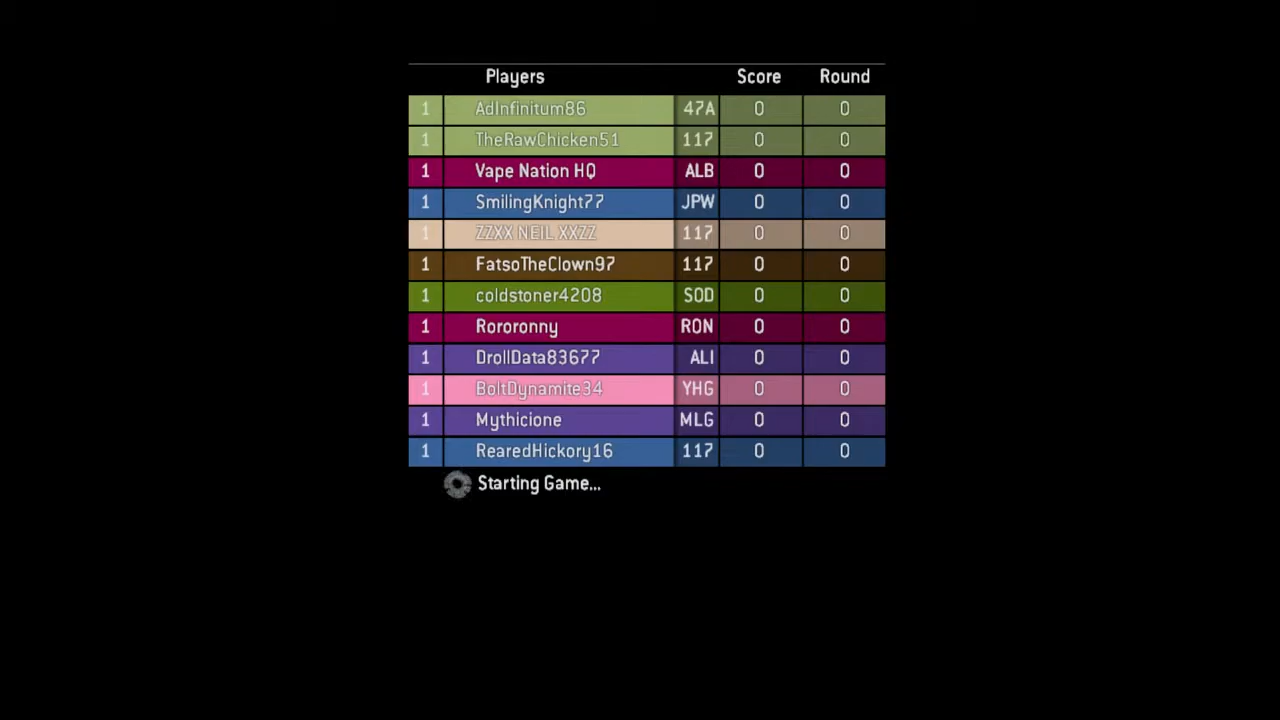 Players Score Round
1 AdInfinitum86 47A 0 0
1 TheRawChicken51 117 0 0
1 Vape Nation HQ ALB 0 0
1 SmilingKnight77 JPW 0 0
1 ZZXX NEIL XXZZ 117 0 0
1 FatsoTheClown97 117 0 0
1 coldstoner4208 SOD 0 0
1 Rororonny RON 0 0
1 DrollData83677 ALI 0 0
1 BoltDynamite34 YHG 0 0
1 Mythicione MLG 0 0
1 RearedHickory16 117 0 0
Starting Game...